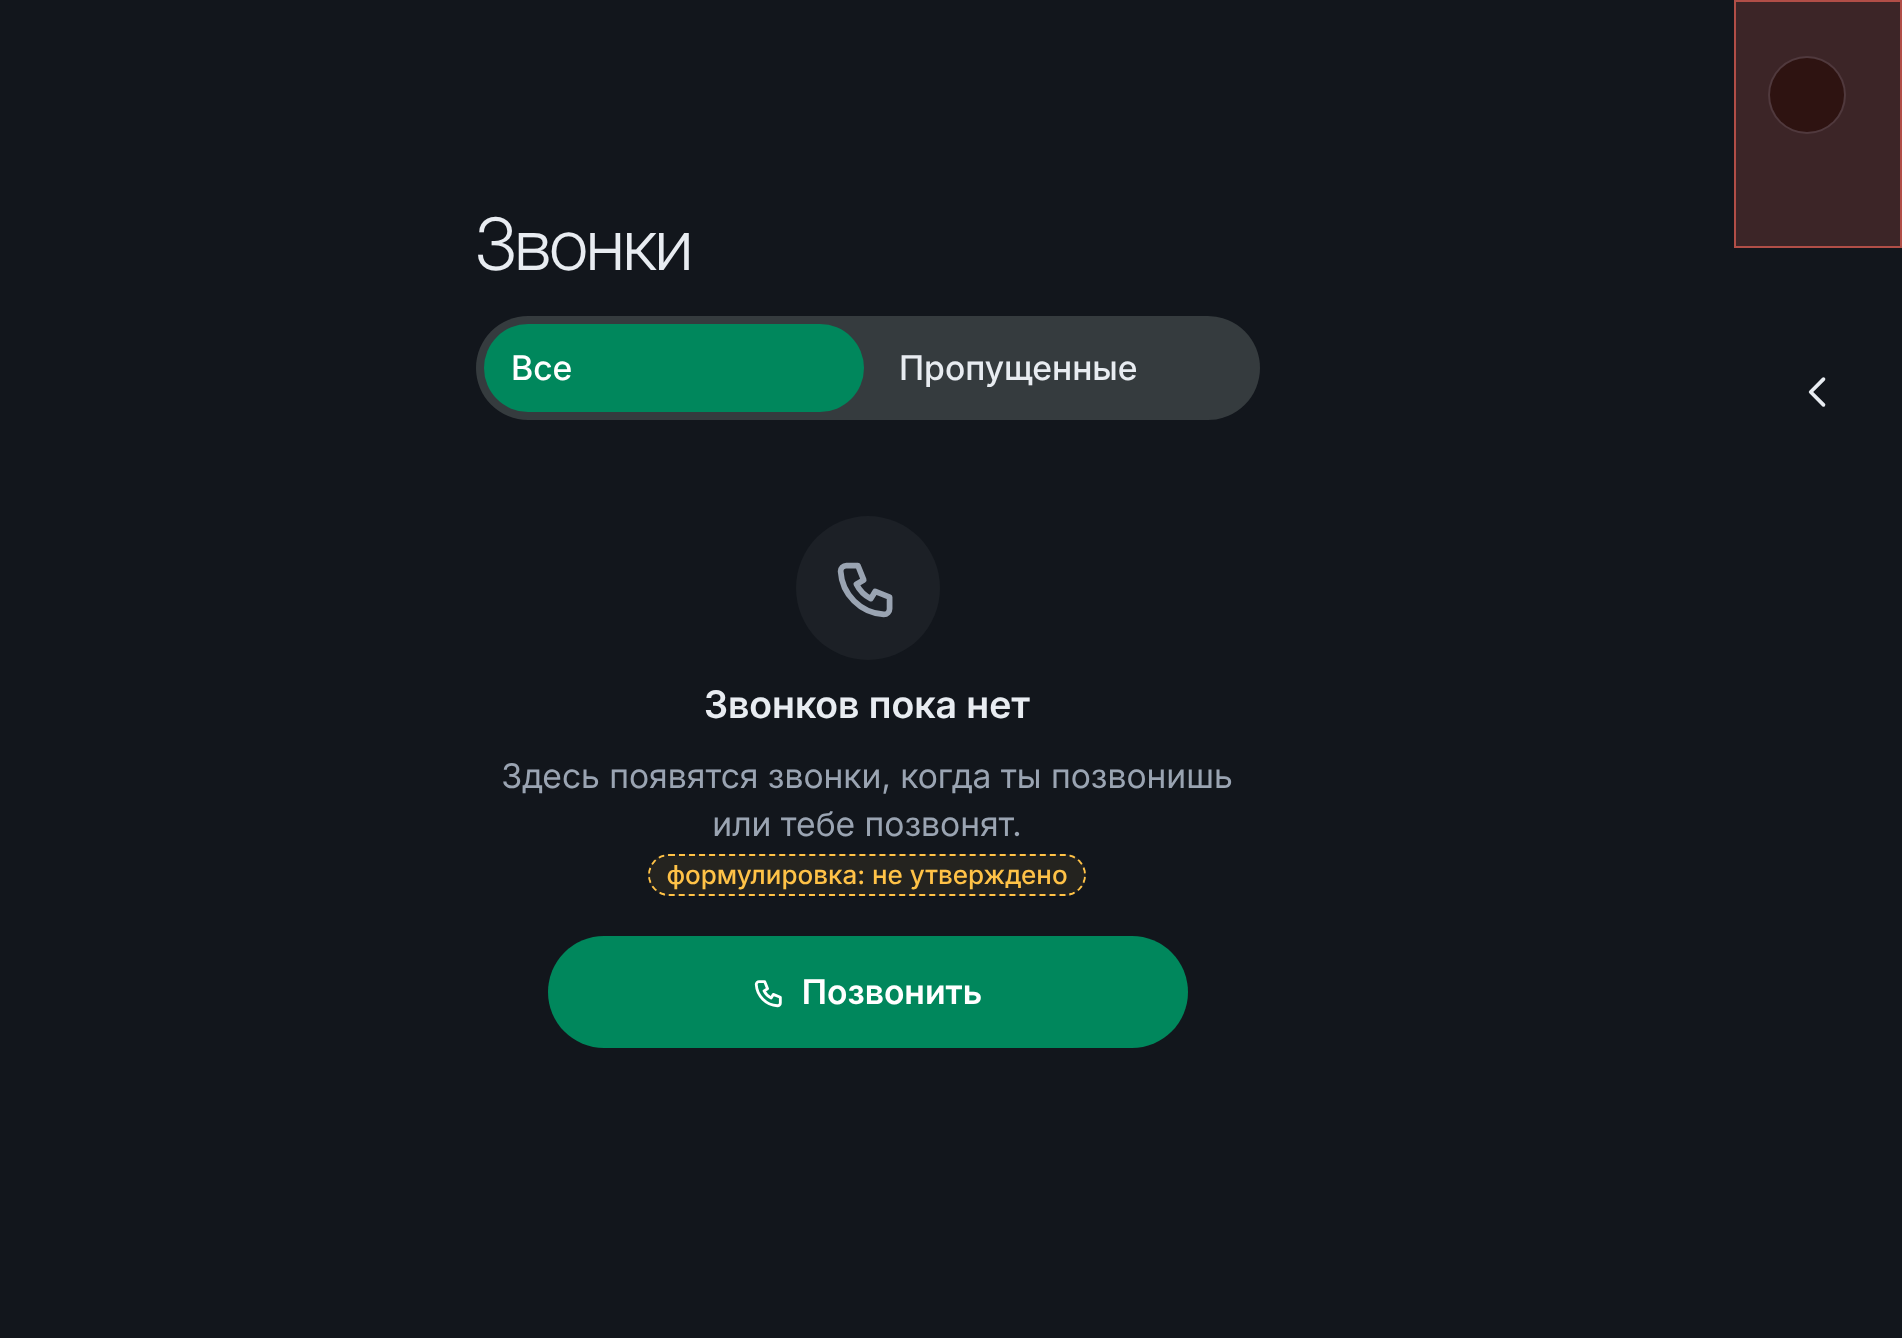 Звонки
Все
Пропущенные
Звонков пока нет
Здесь появятся звонки, когда ты позвонишь
или тебе позвонят.
формулировка: не утверждено
Позвонить